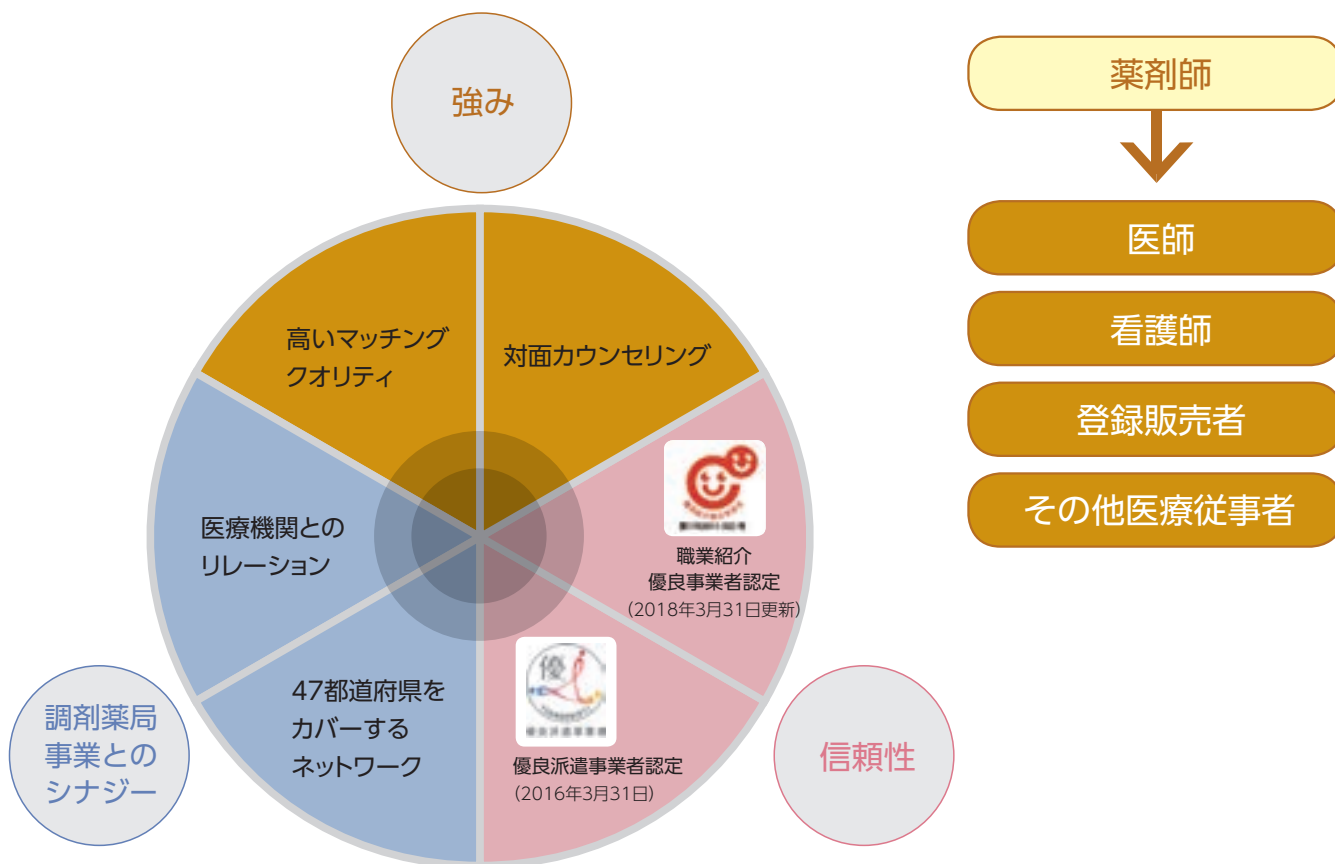 強み
高いマッチング
クオリティ
対面カウンセリング
医療機関との
リレーション
職業紹介
優良事業者認定
（2018年3月31日更新）
47都道府県を
カバーする
ネットワーク
優
優良派遣事業者認定
（2016年3月31日）
調剤薬局
事業との
シナジー
信頼性
薬剤師
医師
看護師
登録販売者
その他医療従事者